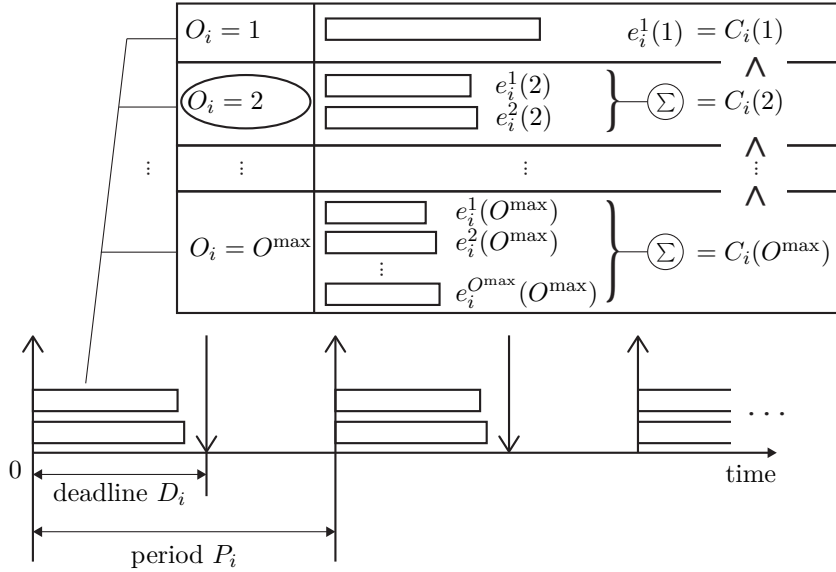 O_i = 1 e_i^1(1) = C_i(1)
∧
O_i = 2 e_i^1(2)
e_i^2(2) } Σ = C_i(2)
∧
⋮ ⋮ ⋮ ⋮
∧
e_i^1(O^max)
O_i = O^max e_i^2(O^max) } Σ = C_i(O^max)
⋮
e_i^{O^max}(O^max)
· · ·
0 time
deadline D_i
period P_i